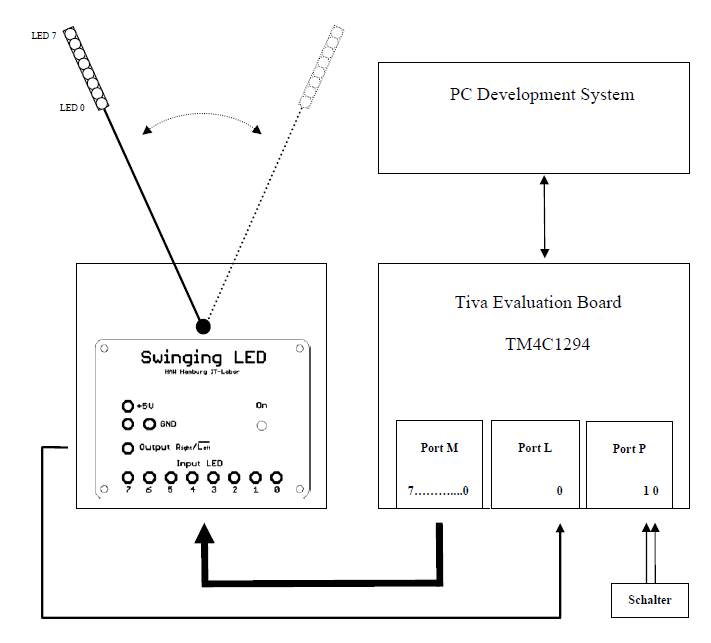 LED 7
LED 0
PC Development System
Tiva Evaluation Board
TM4C1294
Swinging LED
HAW Hamburg IT-Labor
+5V
On
GND
Output Right/Left
Input LED
7 6 5 4 3 2 1 0
Port M
7...........0
Port L
0
Port P
1 0
Schalter